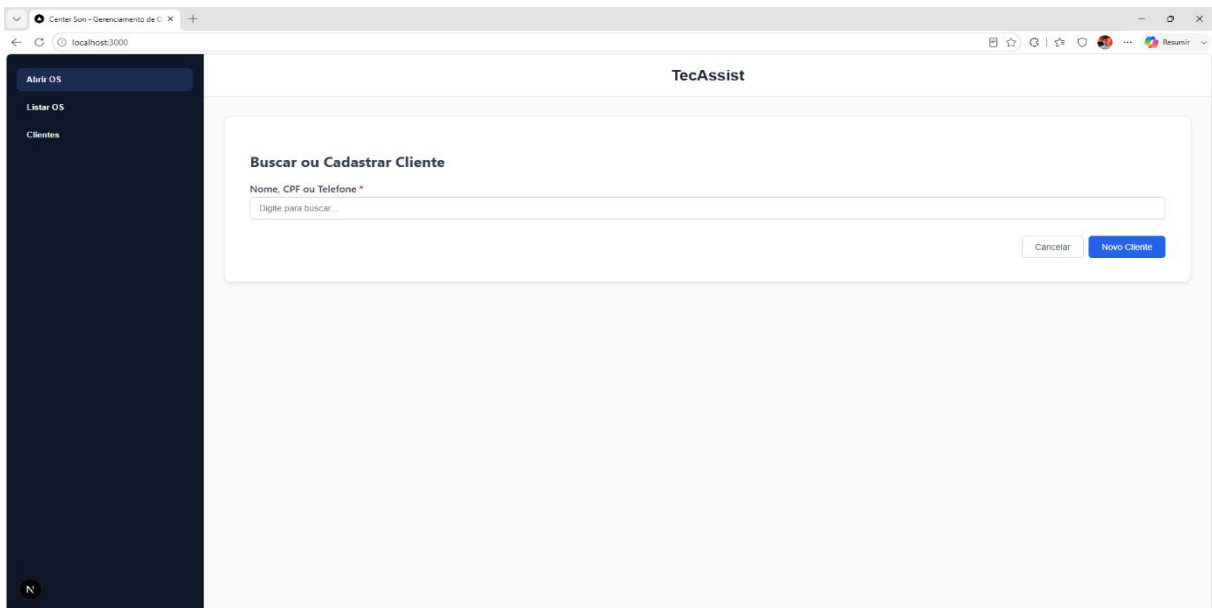 Center Son - Gerenciamento de O
localhost:3000
Resumir
Abrir OS
Listar OS
Clientes
TecAssist
Buscar ou Cadastrar Cliente
Nome, CPF ou Telefone *
Digite para buscar...
Cancelar
Novo Cliente
N